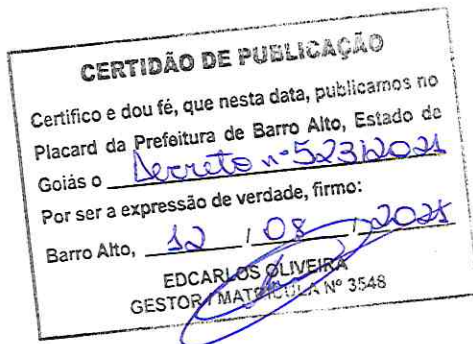 CERTIDÃO DE PUBLICAÇÃO
Certifico e dou fé, que nesta data, publicamos no
Placard da Prefeitura de Barro Alto, Estado de
Goiás o Decreto nº 523/2021
Por ser a expressão de verdade, firmo:
Barro Alto, 12 / 08 / 2021
EDCARLOS OLIVEIRA
GESTOR / MATRICULA Nº 3548